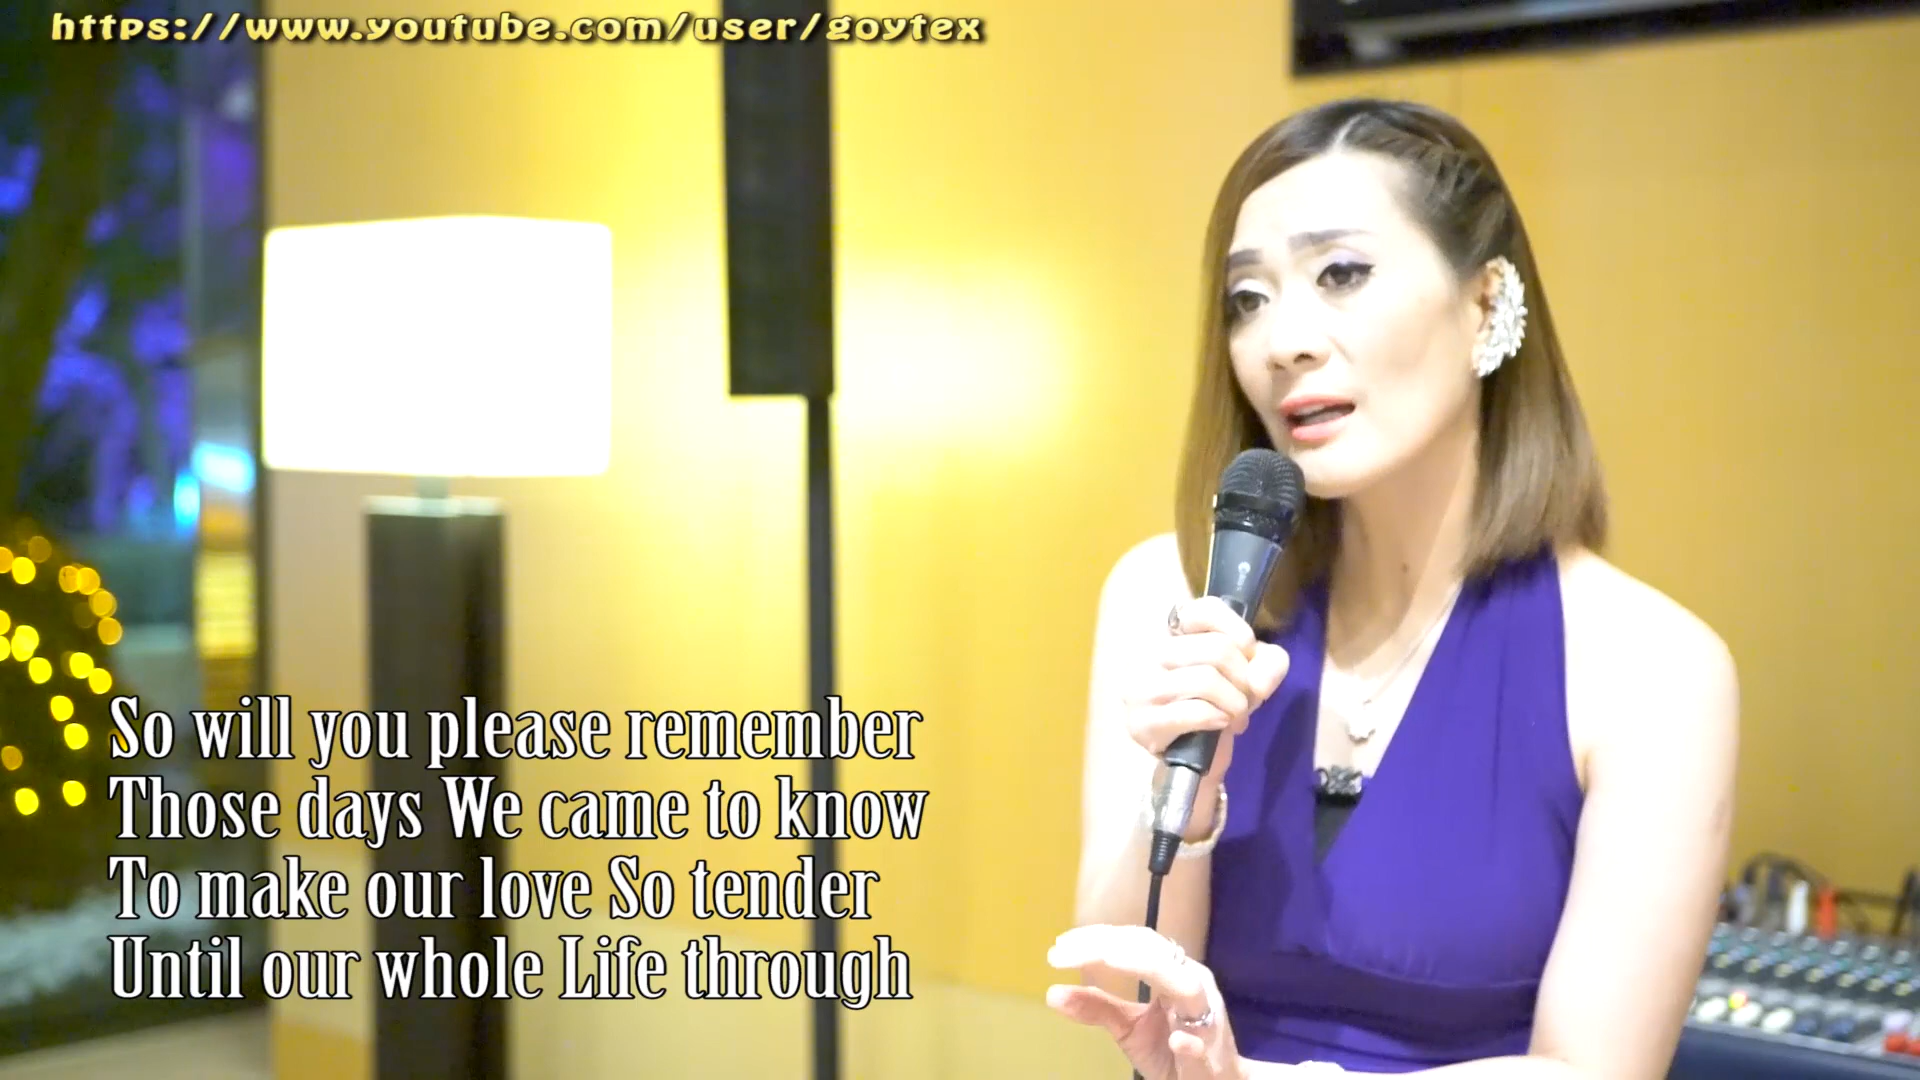 https://www.youtube.com/user/goytex
So will you please remember
Those days We came to know
To make our love So tender
Until our whole Life through